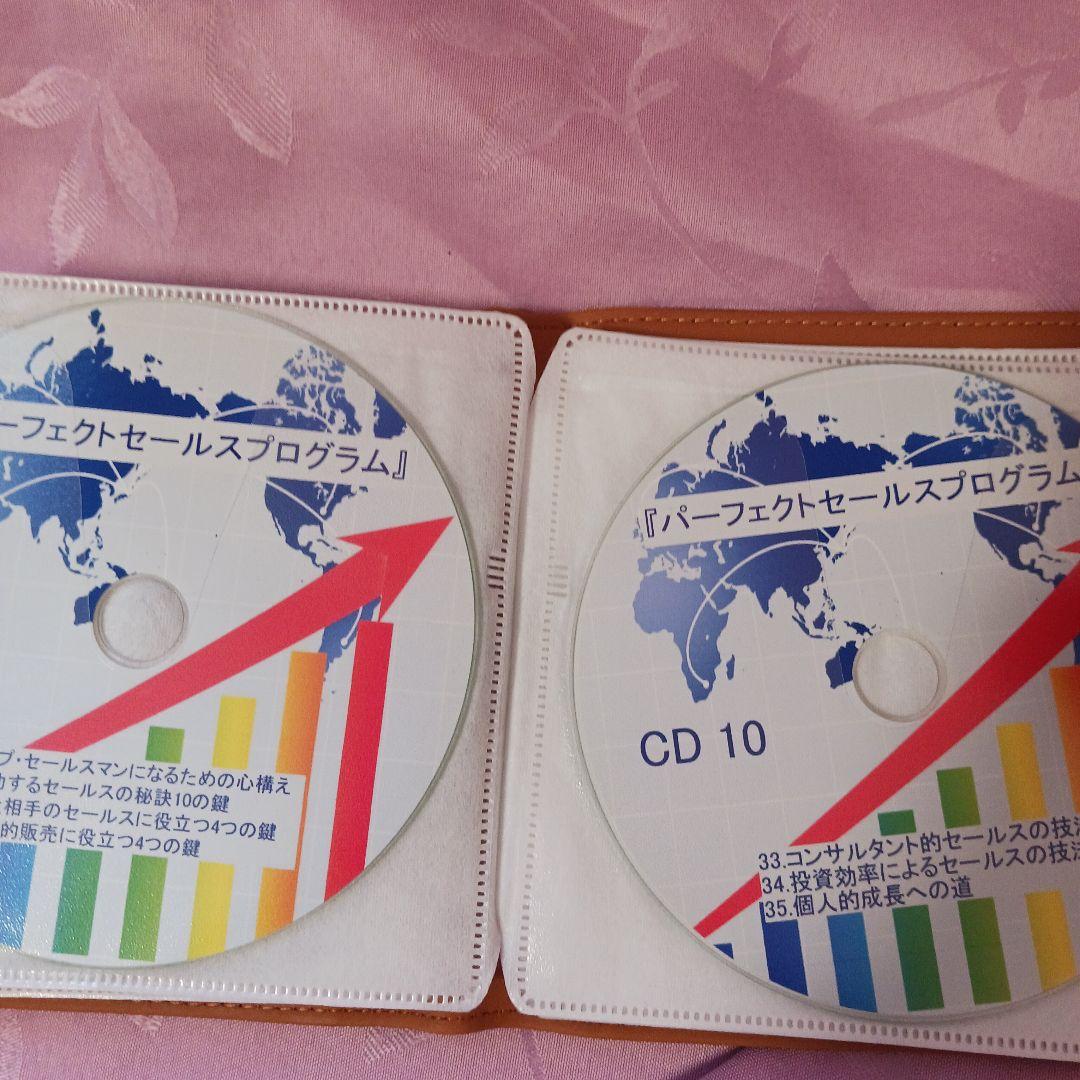 ーフェクトセールスプログラム』
プ・セールスマンになるための心構え
功するセールスの秘訣10の鍵
相手のセールスに役立つ4つの鍵
的販売に役立つ4つの鍵
『パーフェクトセールスプログラム
CD 10
33.コンサルタント的セールスの技法
34.投資効率によるセールスの技法
35.個人的成長への道